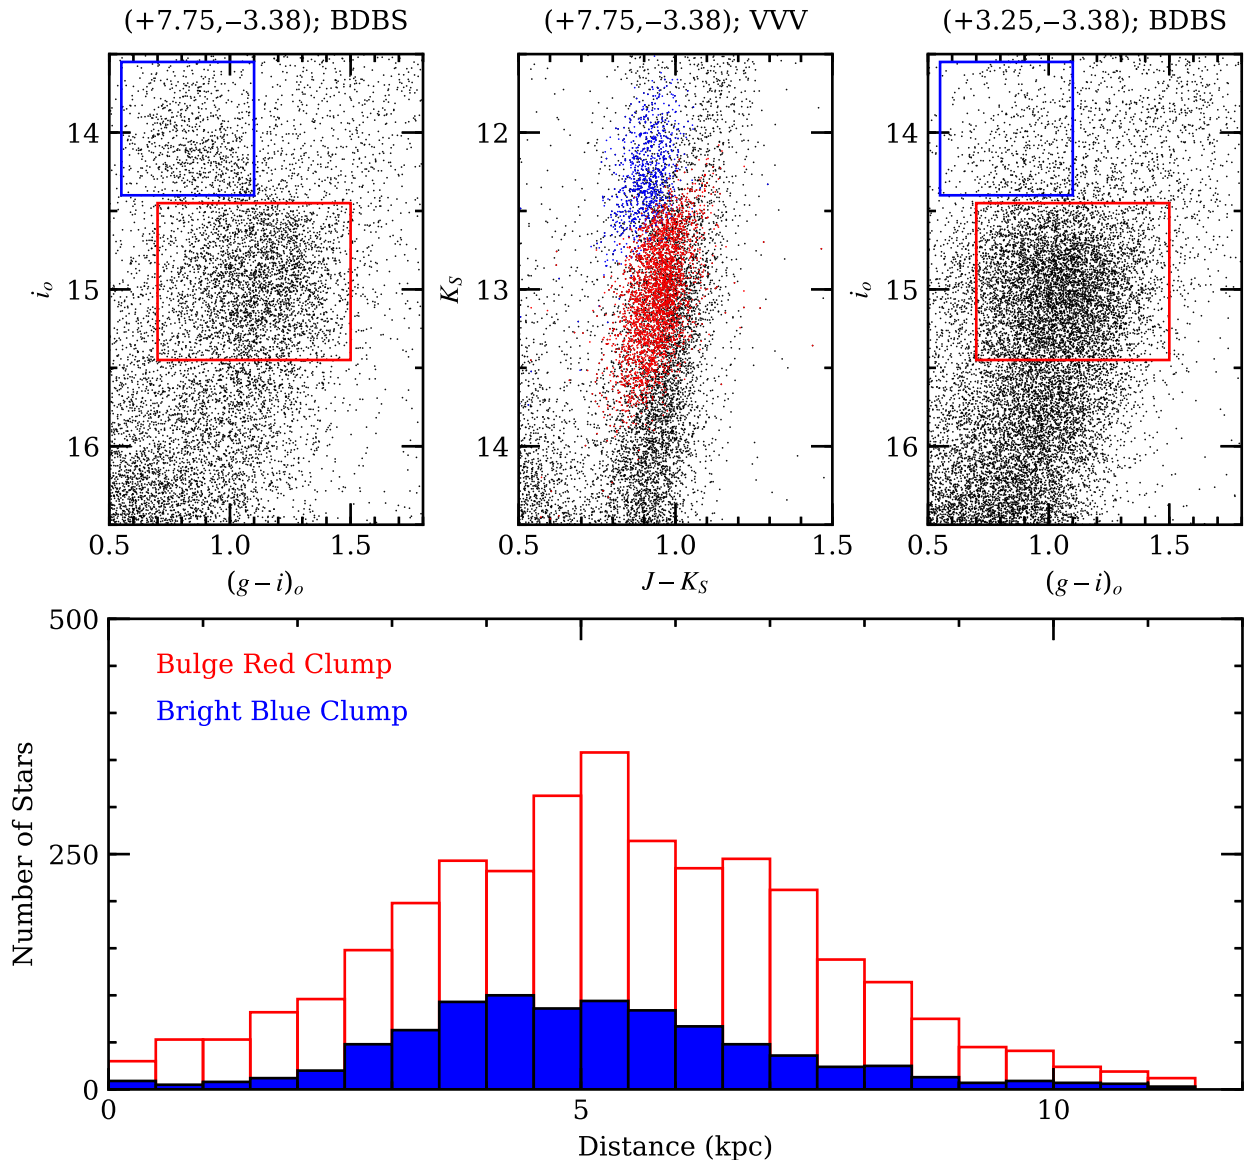 (+7.75,−3.38); BDBS
(+7.75,−3.38); VVV
(+3.25,−3.38); BDBS
14
15
16
i_o
0.5 1.0 1.5
(g − i)_o
12
13
14
K_S
0.5 1.0 1.5
J − K_S
14
15
16
i_o
0.5 1.0 1.5
(g − i)_o
500
250
0
Number of Stars
Bulge Red Clump
Bright Blue Clump
0 5 10
Distance (kpc)